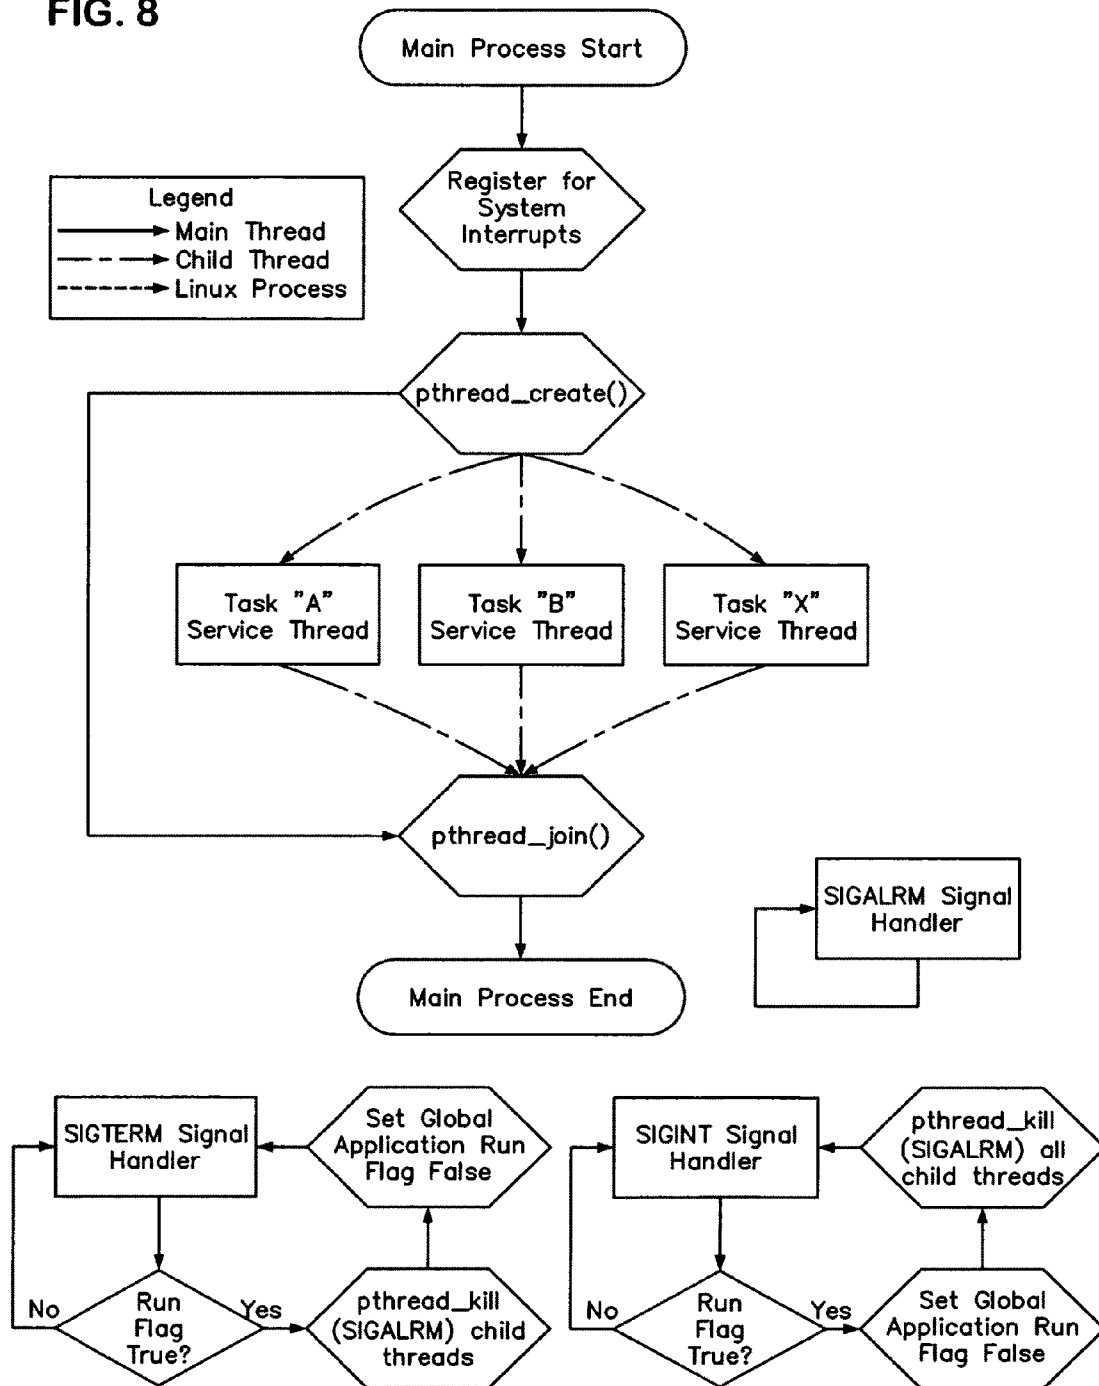 FIG. 8
Main Process Start
Register for
System
Interrupts
Legend
Main Thread
Child Thread
Linux Process
pthread_create()
Task "A"
Service Thread
Task "B"
Service Thread
Task "X"
Service Thread
pthread_join()
SIGALRM Signal
Handler
Main Process End
SIGTERM Signal
Handler
Set Global
Application Run
Flag False
SIGINT Signal
Handler
pthread_kill
(SIGALRM) all
child threads
No
Run
Flag
True?
Yes
pthread_kill
(SIGALRM) child
threads
No
Run
Flag
True?
Yes
Set Global
Application Run
Flag False